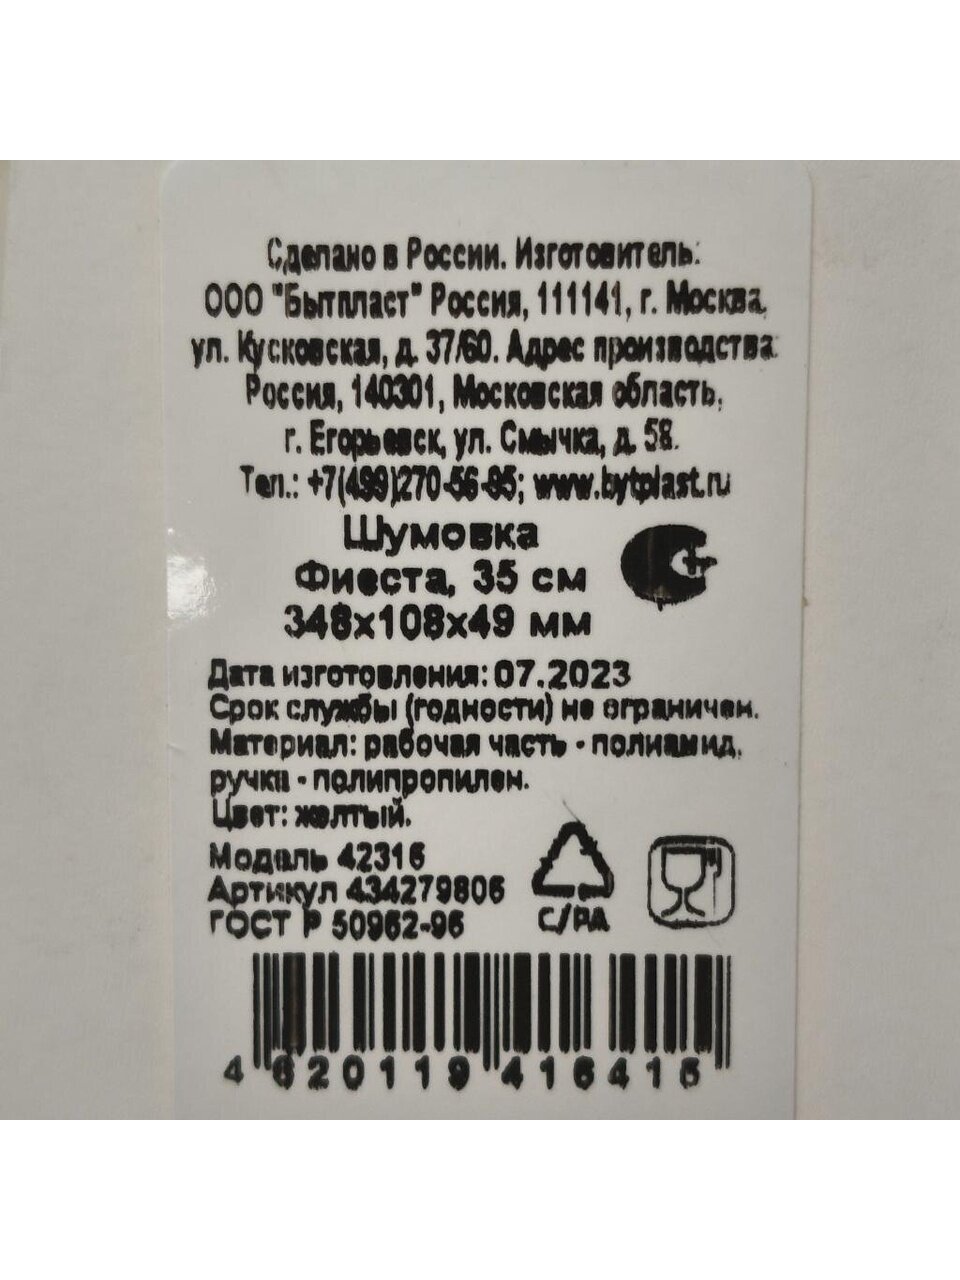 Сделано в России. Изготовитель:
ООО "Бытпласт" Россия, 111141, г. Москва,
ул. Кусковская, д. 37/60. Адрес производства:
Россия, 140301, Московская область,
г. Егорьевск, ул. Смычка, д. 58.
Тел.: +7(499)270-56-95; www.bytplast.ru
Шумовка
Фиеста, 35 см
348х108х49 мм
Дата изготовления: 07.2023
Срок службы (годности) не ограничен.
Материал: рабочая часть - полиамид,
ручка - полипропилен.
Цвет: желтый.
Модель 42316
Артикул 434279806
ГОСТ Р 50962-96
C/PA
4 620119 416415